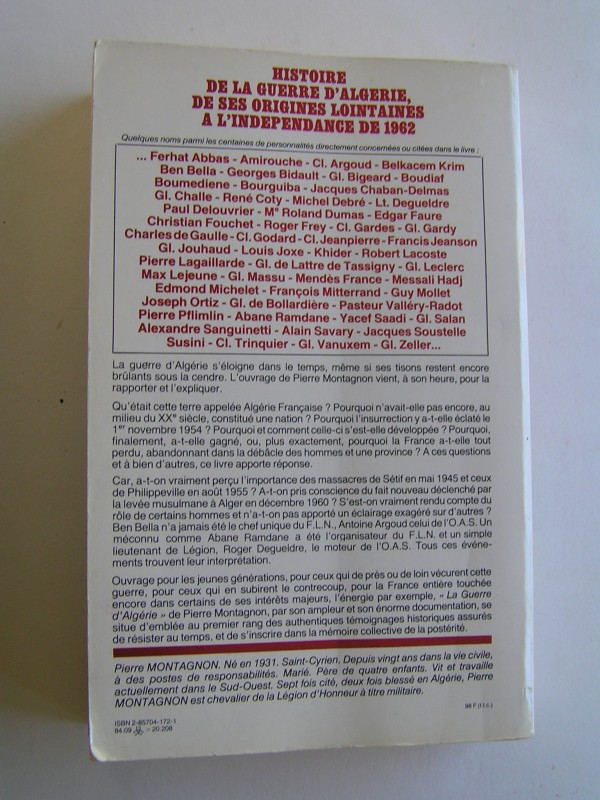 HISTOIRE
DE LA GUERRE D'ALGERIE,
DE SES ORIGINES LOINTAINES
A L'INDEPENDANCE DE 1962
Quelques noms parmi les centaines de personnalités directement concernées ou citées dans le livre :
... Ferhat Abbas - Amirouche - Cl. Argoud - Belkacem Krim
Ben Bella - Georges Bidault - Gl. Bigeard - Boudiaf
Boumediene - Bourguiba - Jacques Chaban-Delmas
Gl. Challe - René Coty - Michel Debré - Lt. Degueldre
Paul Delouvrier - Me Roland Dumas - Edgar Faure
Christian Fouchet - Roger Frey - Cl. Gardes - Gl. Gardy
Charles de Gaulle - Cl. Godard - Cl. Jeanpierre - Francis Jeanson
Gl. Jouhaud - Louis Joxe - Khider - Robert Lacoste
Pierre Lagaillarde - Gl. de Lattre de Tassigny - Gl. Leclerc
Max Lejeune - Gl. Massu - Mendès France - Messali Hadj
Edmond Michelet - François Mitterrand - Guy Mollet
Joseph Ortiz - Gl. de Bollardière - Pasteur Valléry-Radot
Pierre Pflimlin - Abane Ramdane - Yacef Saadi - Gl. Salan
Alexandre Sanguinetti - Alain Savary - Jacques Soustelle
Susini - Cl. Trinquier - Gl. Vanuxem - Gl. Zeller...
La guerre d'Algérie s'éloigne dans le temps, même si ses tisons restent encore
brûlants sous la cendre. L'ouvrage de Pierre Montagnon vient, à son heure, pour la
rapporter et l'expliquer.
Qu'était cette terre appelée Algérie Française ? Pourquoi n'avait-elle pas encore, au
milieu du XXe siècle, constitué une nation ? Pourquoi l'insurrection y a-t-elle éclaté le
1er novembre 1954 ? Pourquoi et comment celle-ci s'est-elle développée ? Pourquoi,
finalement, a-t-elle gagné, ou, plus exactement, pourquoi la France a-t-elle tout
perdu, abandonnant dans la débâcle des hommes et une province ? A ces questions
et à bien d'autres, ce livre apporte réponse.
Car, a-t-on vraiment perçu l'importance des massacres de Sétif en mai 1945 et ceux
de Philippeville en août 1955 ? A-t-on pris conscience du fait nouveau déclenché par
la levée musulmane à Alger en décembre 1960 ? S'est-on vraiment rendu compte du
rôle de certains hommes et n'a-t-on pas apporté un éclairage exagéré sur d'autres ?
Ben Bella n'a jamais été le chef unique du F.L.N., Antoine Argoud celui de l'O.A.S. Un
méconnu comme Abane Ramdane a été l'organisateur du F.L.N. et un simple
lieutenant de Légion, Roger Degueldre, le moteur de l'O.A.S. Tous ces événe-
ments trouvent leur interprétation.
Ouvrage pour les jeunes générations, pour ceux qui de près ou de loin vécurent cette
guerre, pour ceux qui en subirent le contrecoup, pour la France entière touchée
encore dans certains de ses intérêts majeurs, l'énergie par exemple, « La Guerre
d'Algérie » de Pierre Montagnon, par son ampleur et son énorme documentation, se
situe d'emblée au premier rang des authentiques témoignages historiques assurés
de résister au temps, et de s'inscrire dans la mémoire collective de la postérité.
Pierre MONTAGNON. Né en 1931. Saint-Cyrien. Depuis vingt ans dans la vie civile,
à des postes de responsabilités. Marié. Père de quatre enfants. Vit et travaille
actuellement dans le Sud-Ouest. Sept fois cité, deux fois blessé en Algérie, Pierre
MONTAGNON est chevalier de la Légion d'Honneur à titre militaire.
98 F (t.t.c.)
ISBN 2-85704-172-1
84.09 20.208